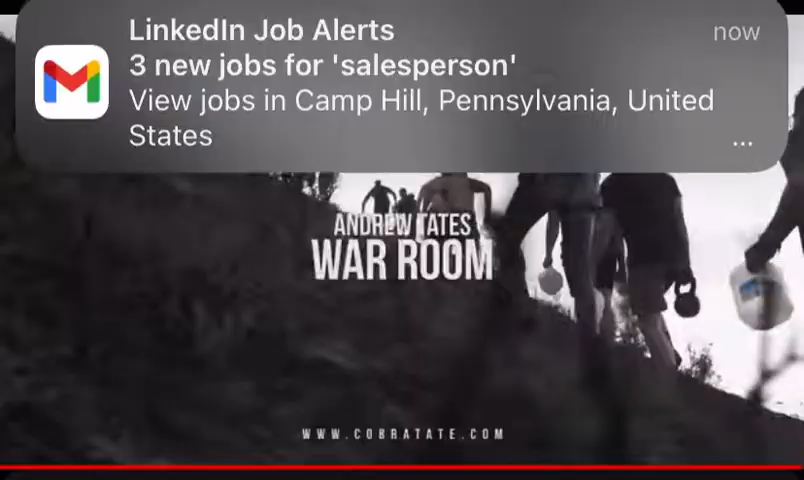 LinkedIn Job Alerts
now
3 new jobs for 'salesperson'
View jobs in Camp Hill, Pennsylvania, United
States
...
ANDREW TATES
WAR ROOM
WWW.COBRATATE.COM